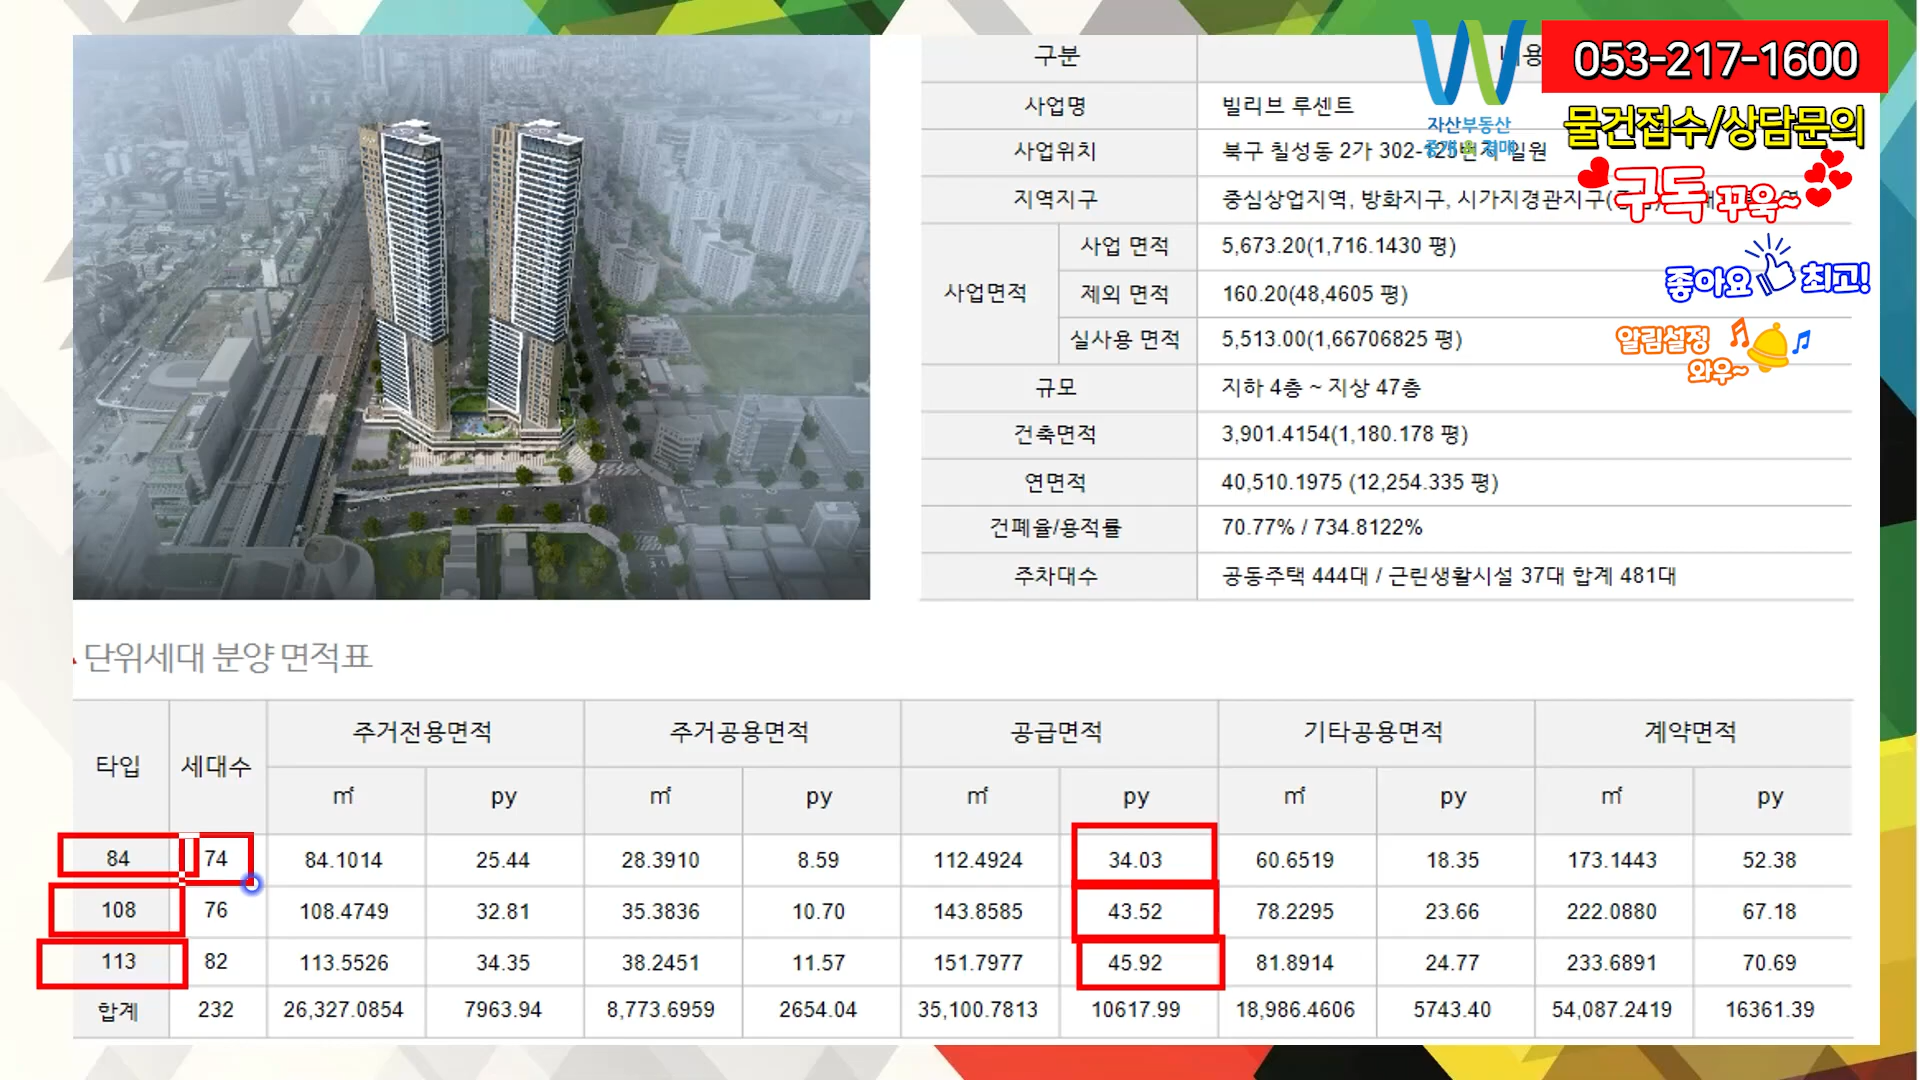 053-217-1600
물건접수/상담문의
구독 꾸욱~
좋아요 최고!
알림설정
와우~
자산부동산
구분
사업명 빌리브 루센트
사업위치 북구 칠성동 2가 302-125번지 일원
지역지구 중심상업지역, 방화지구, 시가지경관지구
사업면적
사업 면적 5,673.20(1,716.1430 평)
제외 면적 160.20(48,4605 평)
실사용 면적 5,513.00(1,66706825 평)
규모 지하 4층 ~ 지상 47층
건축면적 3,901.4154(1,180.178 평)
연면적 40,510.1975 (12,254.335 평)
건폐율/용적률 70.77% / 734.8122%
주차대수 공동주택 444대 / 근린생활시설 37대 합계 481대
단위세대 분양 면적표
타입 세대수 주거전용면적 주거공용면적 공급면적 기타공용면적 계약면적
㎡ py ㎡ py ㎡ py ㎡ py ㎡ py
84 74 84.1014 25.44 28.3910 8.59 112.4924 34.03 60.6519 18.35 173.1443 52.38
108 76 108.4749 32.81 35.3836 10.70 143.8585 43.52 78.2295 23.66 222.0880 67.18
113 82 113.5526 34.35 38.2451 11.57 151.7977 45.92 81.8914 24.77 233.6891 70.69
합계 232 26,327.0854 7963.94 8,773.6959 2654.04 35,100.7813 10617.99 18,986.4606 5743.40 54,087.2419 16361.39